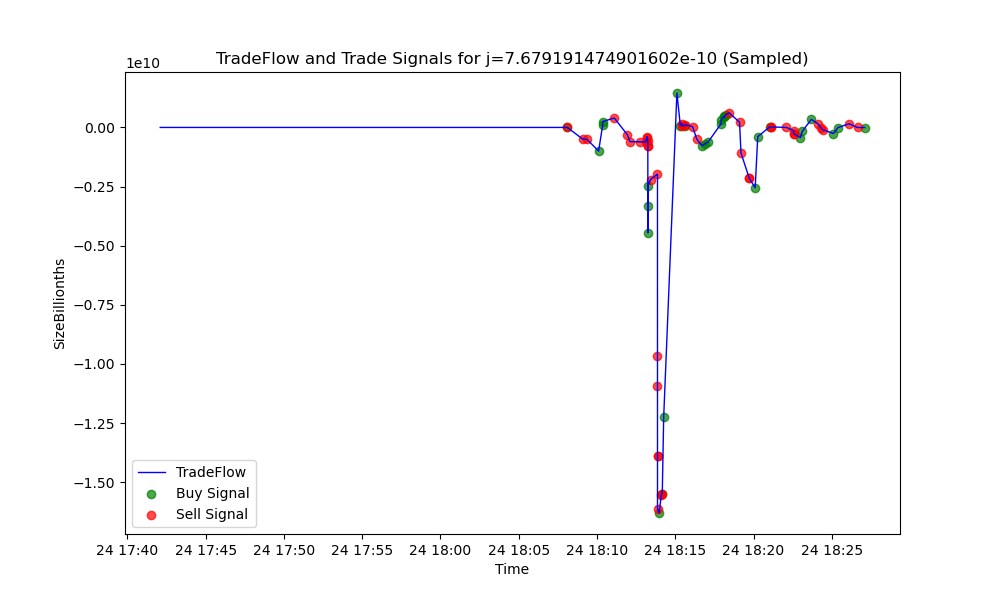 TradeFlow and Trade Signals for j=7.679191474901602e-10 (Sampled)
1e10
0.00
−0.25
−0.50
−0.75
−1.00
−1.25
−1.50
SizeBillionths
TradeFlow
Buy Signal
Sell Signal
24 17:40 24 17:45 24 17:50 24 17:55 24 18:00 24 18:05 24 18:10 24 18:15 24 18:20 24 18:25
Time